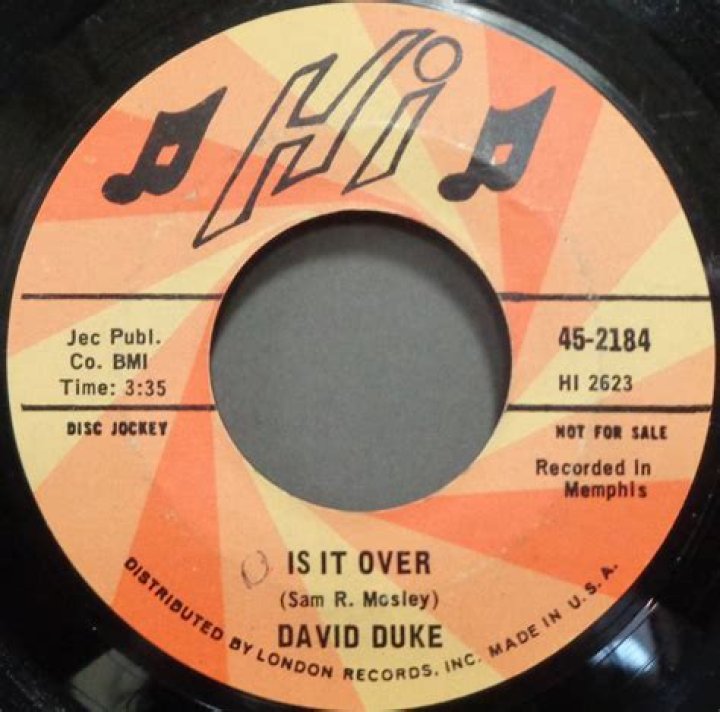 Hi
Jec Publ.
Co. BMI
Time: 3:35
DISC JOCKEY
45-2184
HI 2623
NOT FOR SALE
Recorded in
Memphis
IS IT OVER
(Sam R. Mosley)
DAVID DUKE
DISTRIBUTED BY LONDON RECORDS, INC. MADE IN U.S.A.